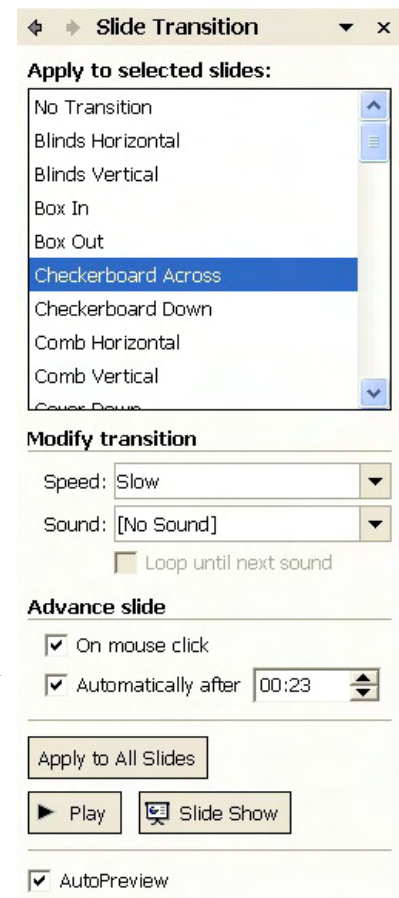 Slide Transition
Apply to selected slides:
No Transition
Blinds Horizontal
Blinds Vertical
Box In
Box Out
Checkerboard Across
Checkerboard Down
Comb Horizontal
Comb Vertical
Cover Down
Modify transition
Speed: Slow
Sound: [No Sound]
Loop until next sound
Advance slide
On mouse click
Automatically after 00:23
Apply to All Slides
Play Slide Show
AutoPreview